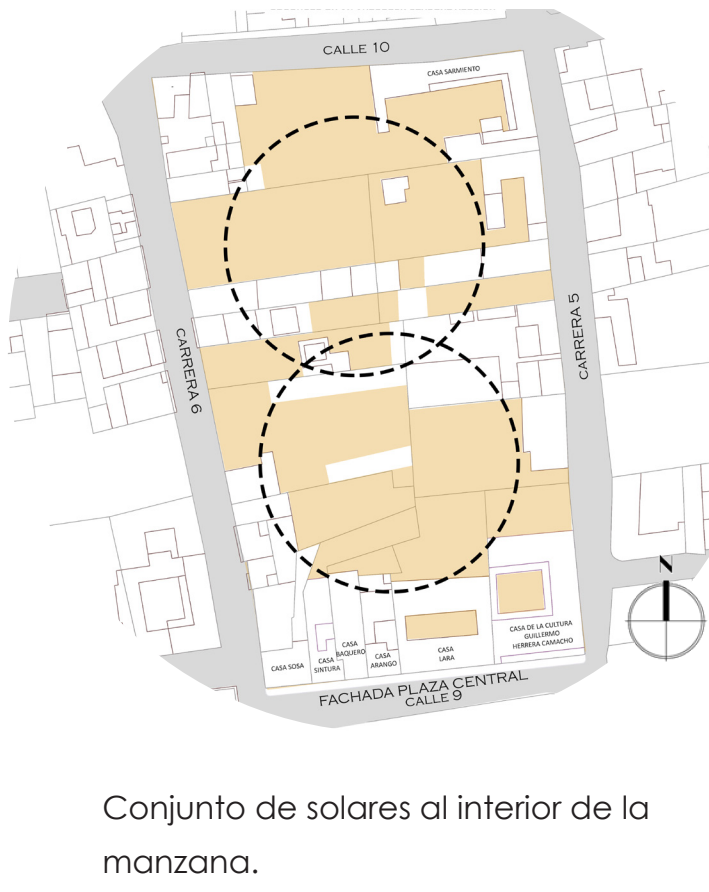 CALLE 10
CASA SARMIENTO
CARRERA 6
CARRERA 5
N
CASA SOSA
CASA
SINTURA
CASA
BAQUERO
CASA
ARANGO
CASA
LARA
CASA DE LA CULTURA
GUILLERMO
HERRERA CAMACHO
FACHADA PLAZA CENTRAL
CALLE 9
Conjunto de solares al interior de la
manzana.